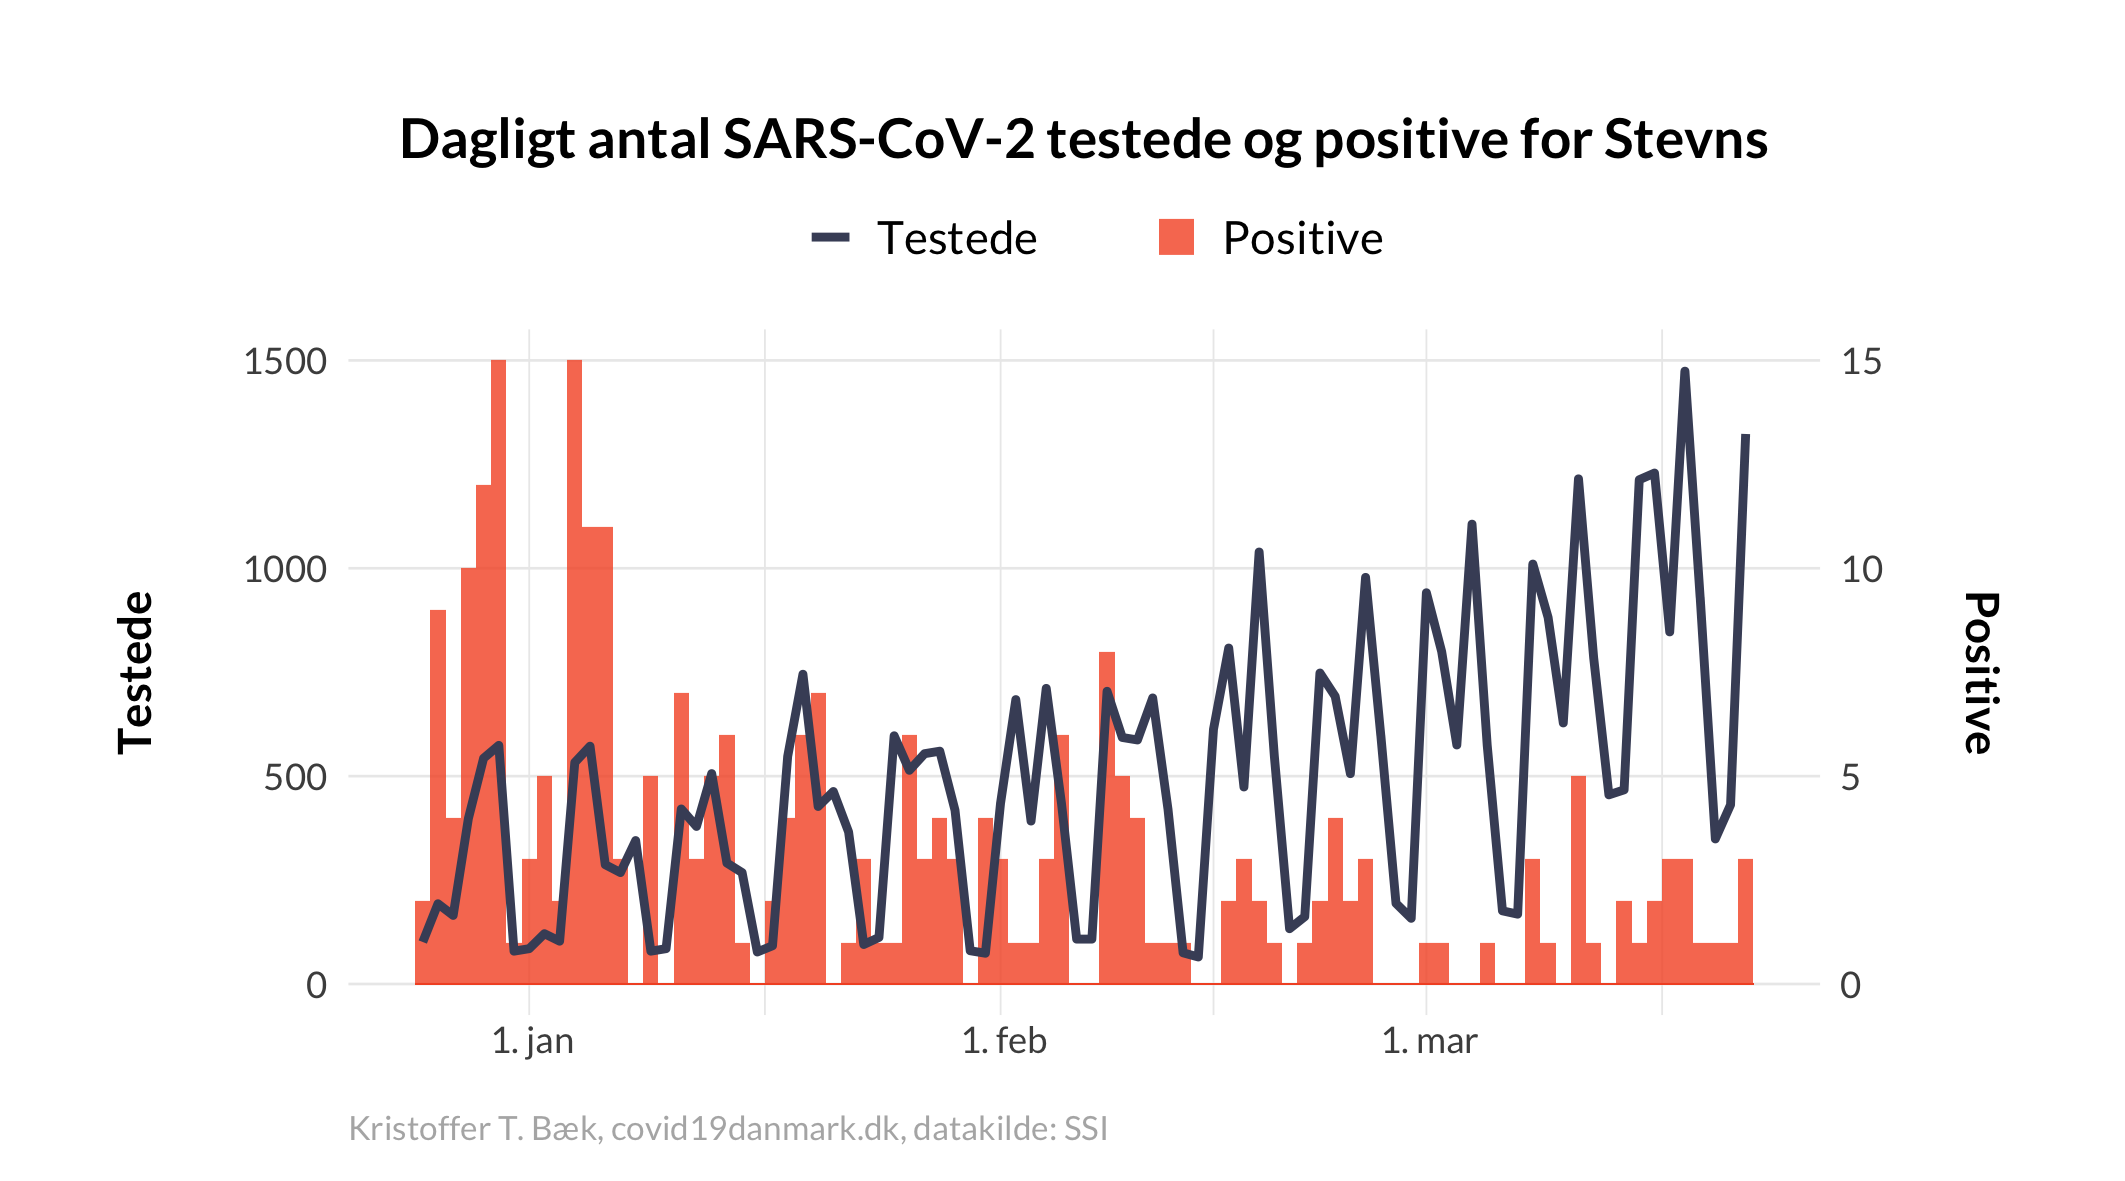 Dagligt antal SARS-CoV-2 testede og positive for Stevns
Testede
Positive
1500
1000
500
0
15
10
5
0
Testede
Positive
1. jan
1. feb
1. mar
Kristoffer T. Bæk, covid19danmark.dk, datakilde: SSI